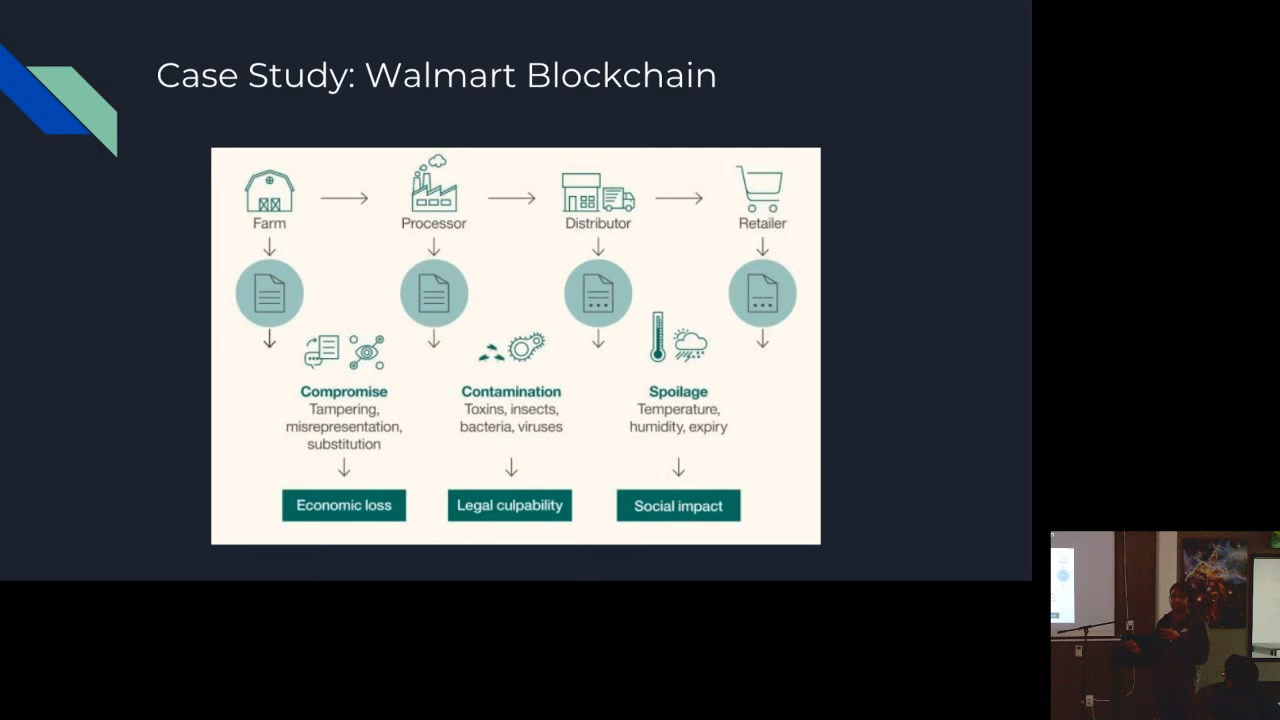 Case Study: Walmart Blockchain
Farm
Processor
Distributor
Retailer
Compromise
Tampering,
misrepresentation,
substitution
Contamination
Toxins, insects,
bacteria, viruses
Spoilage
Temperature,
humidity, expiry
Economic loss
Legal culpability
Social impact